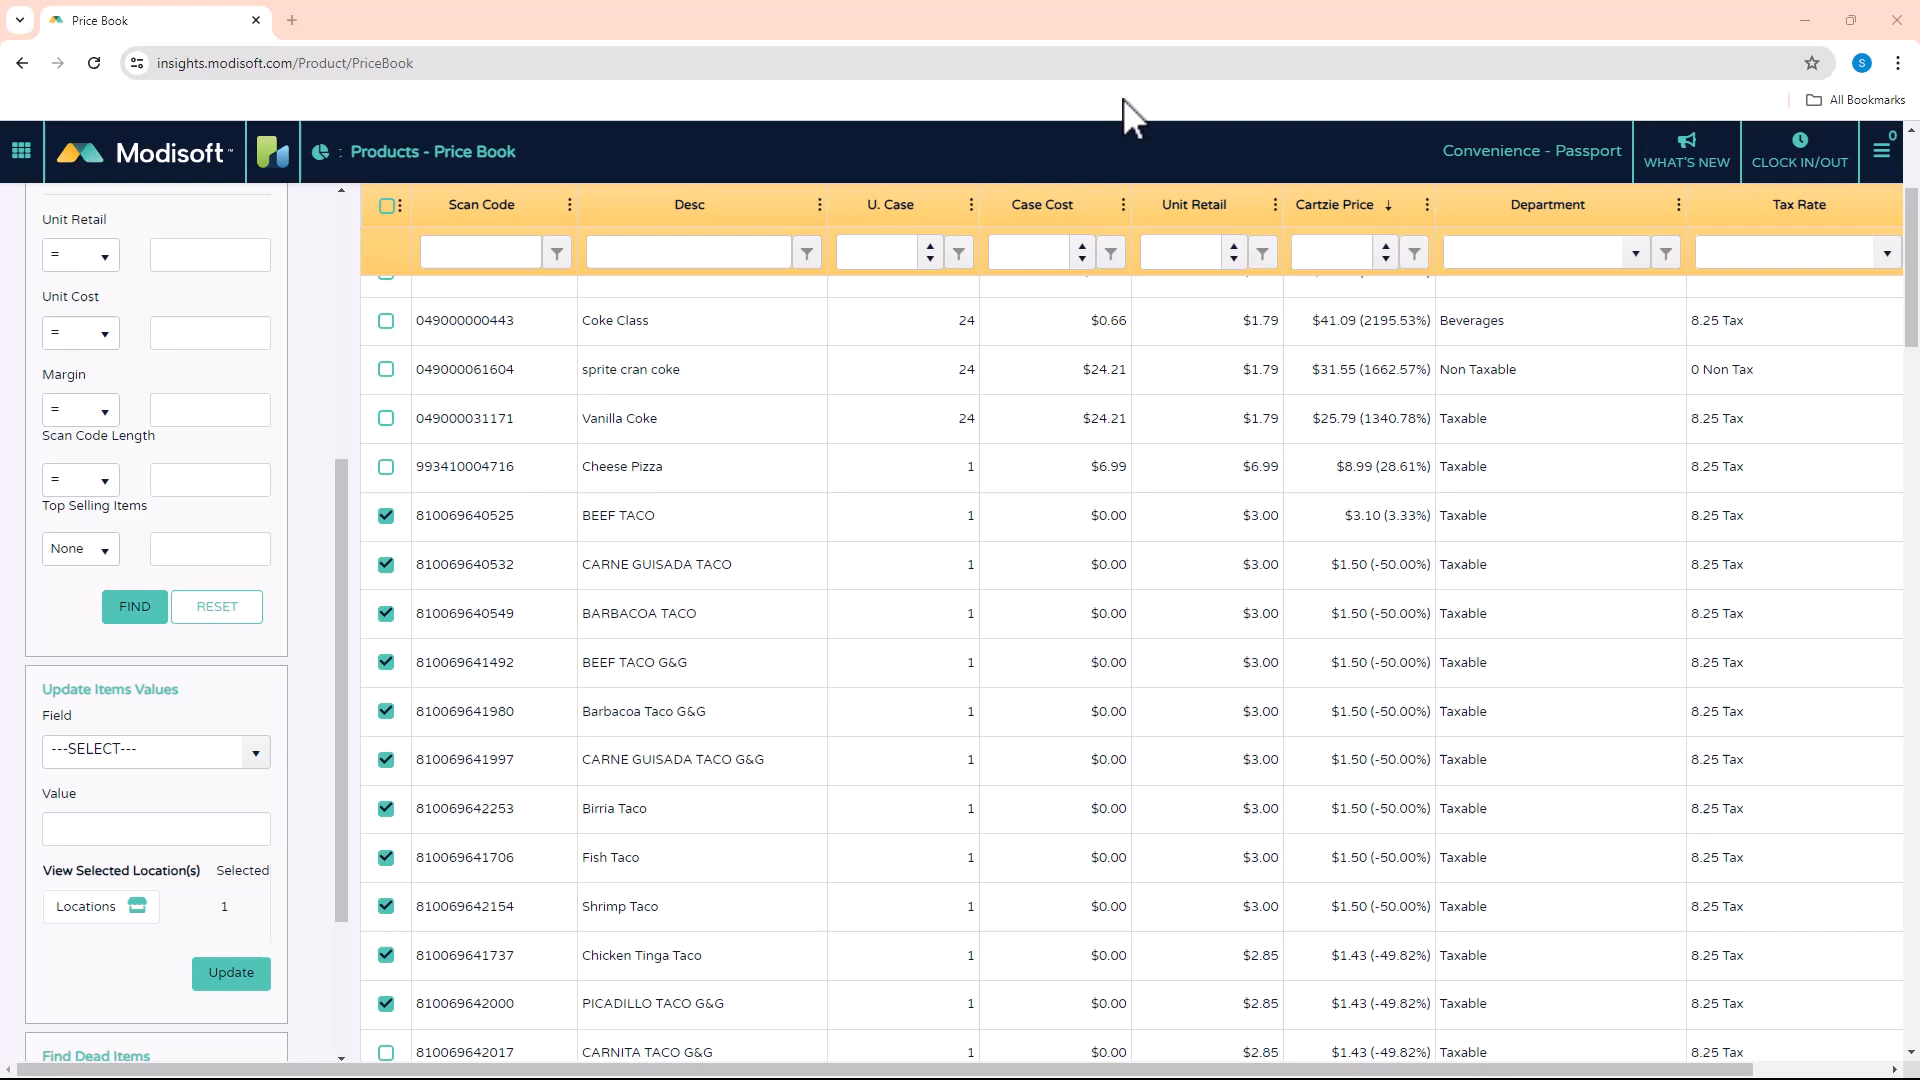 Price Book
insights.modisoft.com/Product/PriceBook
S
All Bookmarks
Modisoft™
: Products - Price Book
Convenience - Passport
WHAT'S NEW
CLOCK IN/OUT
0
Unit Retail
=
Unit Cost
=
Margin
=
Scan Code Length
=
Top Selling Items
None
FIND RESET
Update Items Values
Field
---SELECT---
Value
View Selected Location(s) Selected
Locations 1
Update
Find Dead Items
Scan Code Desc U. Case Case Cost Unit Retail Cartzie Price ↓ Department Tax Rate
049000000443 Coke Class 24 $0.66 $1.79 $41.09 (2195.53%) Beverages 8.25 Tax
049000061604 sprite cran coke 24 $24.21 $1.79 $31.55 (1662.57%) Non Taxable 0 Non Tax
049000031171 Vanilla Coke 24 $24.21 $1.79 $25.79 (1340.78%) Taxable 8.25 Tax
993410004716 Cheese Pizza 1 $6.99 $6.99 $8.99 (28.61%) Taxable 8.25 Tax
810069640525 BEEF TACO 1 $0.00 $3.00 $3.10 (3.33%) Taxable 8.25 Tax
810069640532 CARNE GUISADA TACO 1 $0.00 $3.00 $1.50 (-50.00%) Taxable 8.25 Tax
810069640549 BARBACOA TACO 1 $0.00 $3.00 $1.50 (-50.00%) Taxable 8.25 Tax
810069641492 BEEF TACO G&G 1 $0.00 $3.00 $1.50 (-50.00%) Taxable 8.25 Tax
810069641980 Barbacoa Taco G&G 1 $0.00 $3.00 $1.50 (-50.00%) Taxable 8.25 Tax
810069641997 CARNE GUISADA TACO G&G 1 $0.00 $3.00 $1.50 (-50.00%) Taxable 8.25 Tax
810069642253 Birria Taco 1 $0.00 $3.00 $1.50 (-50.00%) Taxable 8.25 Tax
810069641706 Fish Taco 1 $0.00 $3.00 $1.50 (-50.00%) Taxable 8.25 Tax
810069642154 Shrimp Taco 1 $0.00 $3.00 $1.50 (-50.00%) Taxable 8.25 Tax
810069641737 Chicken Tinga Taco 1 $0.00 $2.85 $1.43 (-49.82%) Taxable 8.25 Tax
810069642000 PICADILLO TACO G&G 1 $0.00 $2.85 $1.43 (-49.82%) Taxable 8.25 Tax
810069642017 CARNITA TACO G&G 1 $0.00 $2.85 $1.43 (-49.82%) Taxable 8.25 Tax